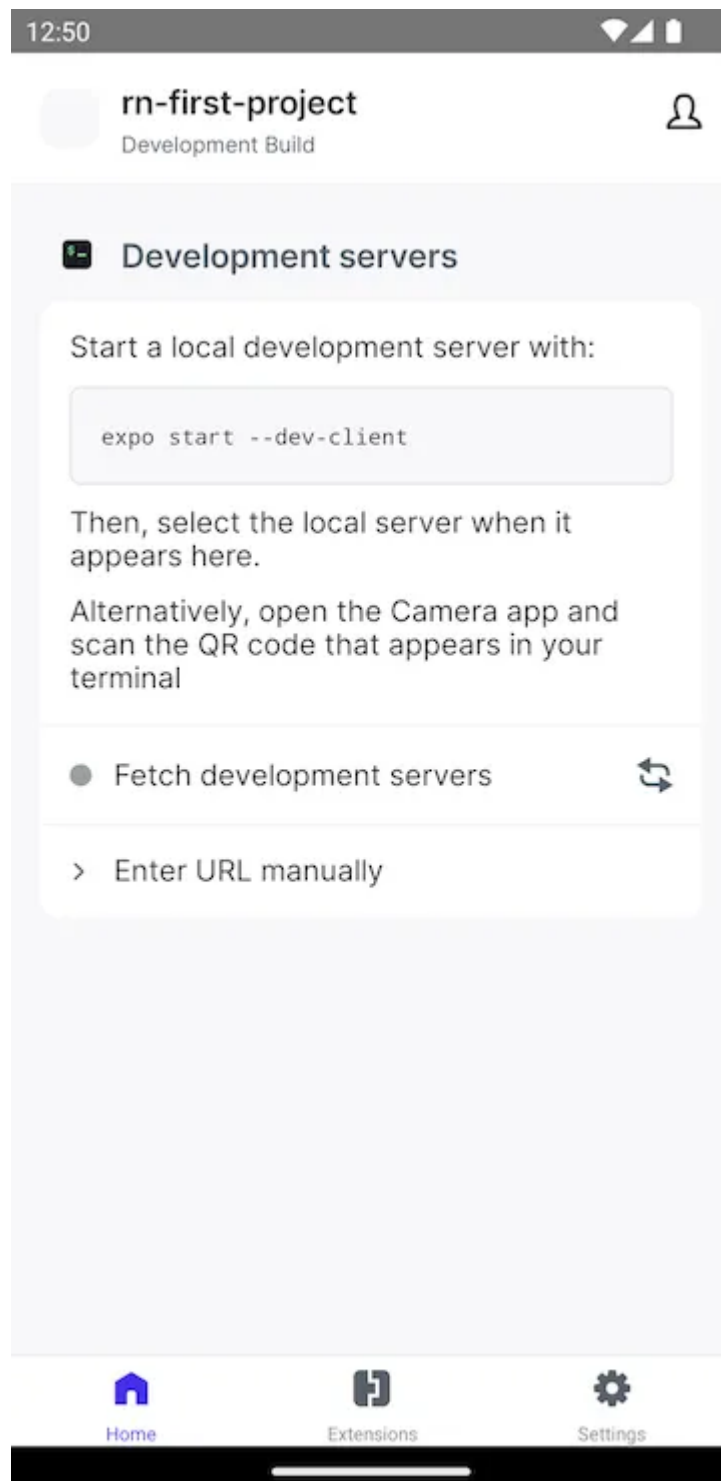 12:50
rn-first-project
Development Build
Development servers
Start a local development server with:
expo start --dev-client
Then, select the local server when it
appears here.
Alternatively, open the Camera app and
scan the QR code that appears in your
terminal
Fetch development servers
Enter URL manually
Home
Extensions
Settings